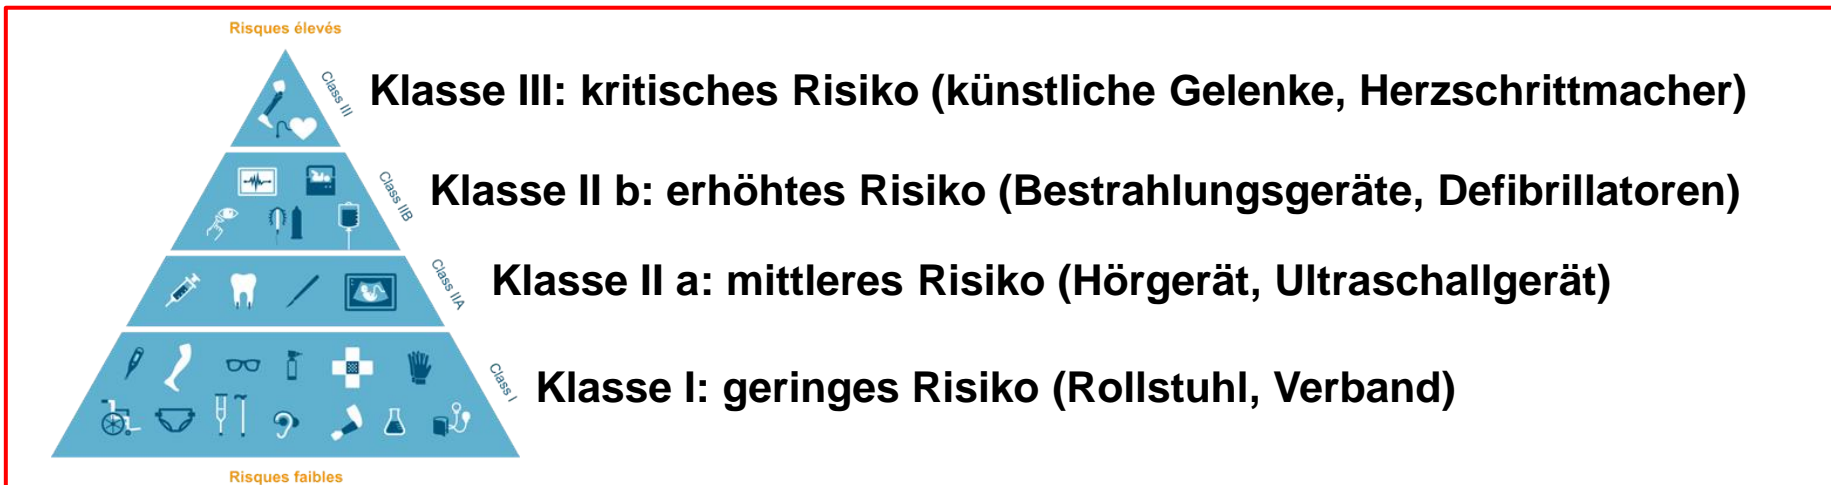 Risques élevés
Class III
Klasse III: kritisches Risiko (künstliche Gelenke, Herzschrittmacher)
Class IIB
Klasse II b: erhöhtes Risiko (Bestrahlungsgeräte, Defibrillatoren)
Class IIA
Klasse II a: mittleres Risiko (Hörgerät, Ultraschallgerät)
Class I
Klasse I: geringes Risiko (Rollstuhl, Verband)
Risques faibles